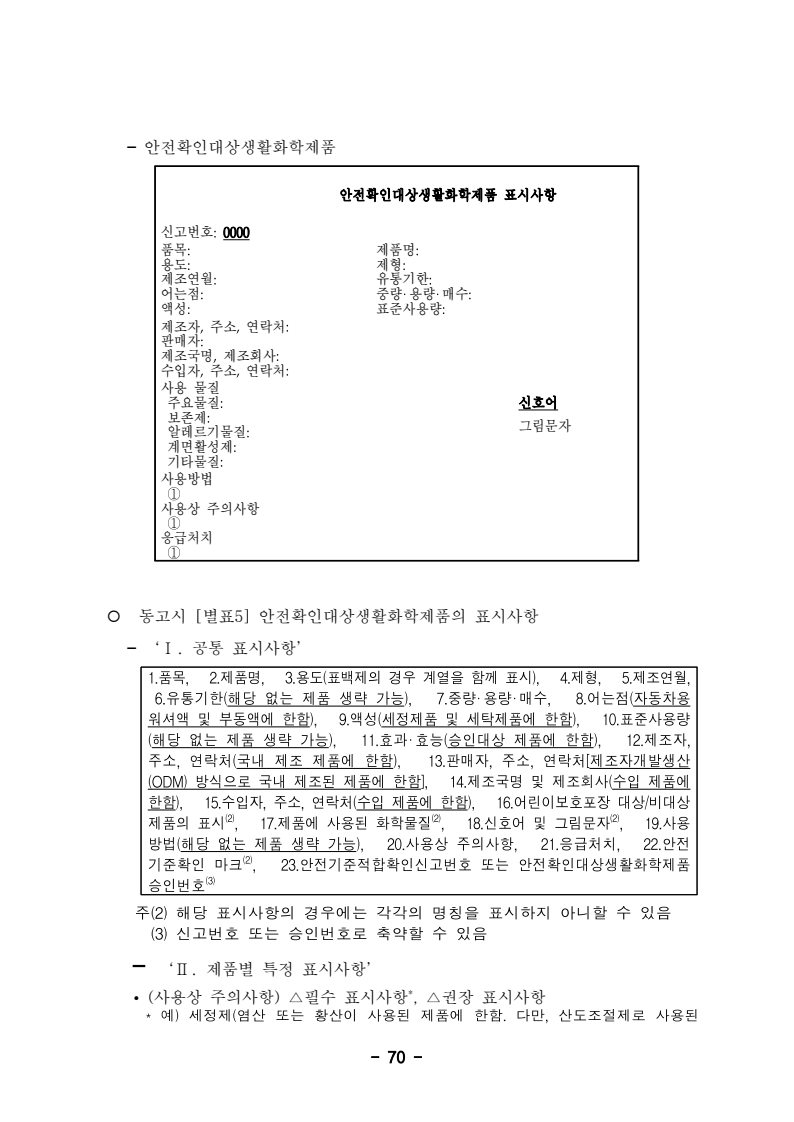 - 안전확인대상생활화학제품
안전확인대상생활화학제품 표시사항
신고번호: 0000
품목: 제품명:
용도: 제형:
제조연월: 유통기한:
어는점: 중량·용량·매수:
액성: 표준사용량:
제조자, 주소, 연락처:
판매자:
제조국명, 제조회사:
수입자, 주소, 연락처:
사용 물질
주요물질: 신호어
보존제:
알레르기물질: 그림문자
계면활성제:
기타물질:
사용방법
①
사용상 주의사항
①
응급처치
①
○ 동고시 [별표5] 안전확인대상생활화학제품의 표시사항
- ‘Ⅰ. 공통 표시사항’
1.품목, 2.제품명, 3.용도(표백제의 경우 계열을 함께 표시), 4.제형, 5.제조연월,
6.유통기한(해당 없는 제품 생략 가능), 7.중량·용량·매수, 8.어는점(자동차용
워셔액 및 부동액에 한함), 9.액성(세정제품 및 세탁제품에 한함), 10.표준사용량
(해당 없는 제품 생략 가능), 11.효과·효능(승인대상 제품에 한함), 12.제조자,
주소, 연락처(국내 제조 제품에 한함), 13.판매자, 주소, 연락처[제조자개발생산
(ODM) 방식으로 국내 제조된 제품에 한함], 14.제조국명 및 제조회사(수입 제품에
한함), 15.수입자, 주소, 연락처(수입 제품에 한함), 16.어린이보호포장 대상/비대상
제품의 표시(2), 17.제품에 사용된 화학물질(2), 18.신호어 및 그림문자(2), 19.사용
방법(해당 없는 제품 생략 가능), 20.사용상 주의사항, 21.응급처치, 22.안전
기준확인 마크(2), 23.안전기준적합확인신고번호 또는 안전확인대상생활화학제품
승인번호(3)
주(2) 해당 표시사항의 경우에는 각각의 명칭을 표시하지 아니할 수 있음
(3) 신고번호 또는 승인번호로 축약할 수 있음
- ‘Ⅱ. 제품별 특정 표시사항’
• (사용상 주의사항) △필수 표시사항*, △권장 표시사항
* 예) 세정제(염산 또는 황산이 사용된 제품에 한함. 다만, 산도조절제로 사용된
- 70 -